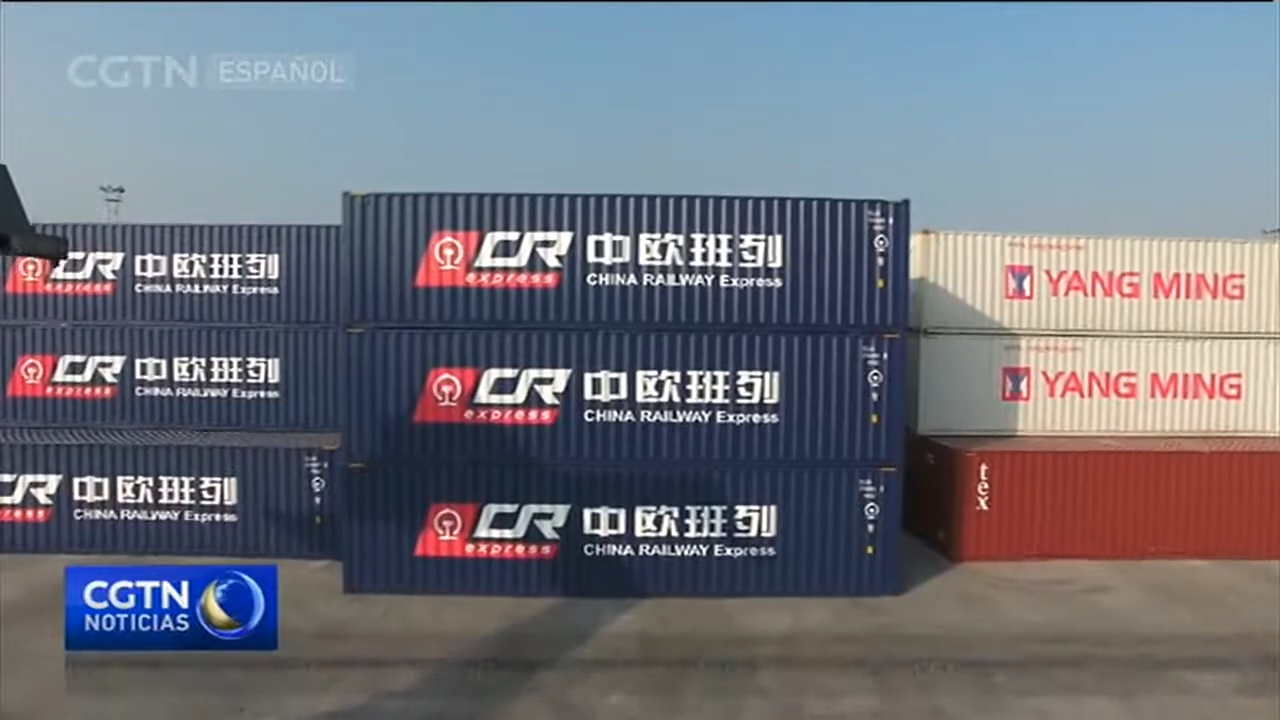 CGTN ESPAÑOL
CR express 中欧班列
CHINA RAILWAY Express
CR express 中欧班列
CHINA RAILWAY Express
YANG MING
CR express 中欧班列
CHINA RAILWAY Express
CR express 中欧班列
CHINA RAILWAY Express
YANG MING
CR express 中欧班列
CHINA RAILWAY Express
CR express 中欧班列
CHINA RAILWAY Express
tex
CGTN
NOTICIAS